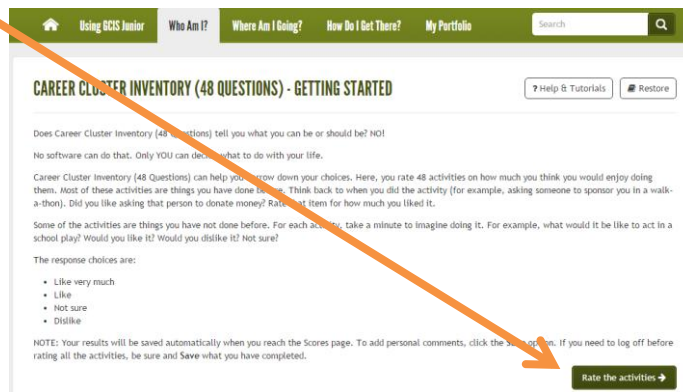 Using GCIS Junior Who Am I? Where Am I Going? How Do I Get There? My Portfolio Search
CAREER CLUSTER INVENTORY (48 QUESTIONS) - GETTING STARTED
? Help & Tutorials Restore
Does Career Cluster Inventory (48 Questions) tell you what you can be or should be? NO!
No software can do that. Only YOU can decide what to do with your life.
Career Cluster Inventory (48 Questions) can help you narrow down your choices. Here, you rate 48 activities on how much you think you would enjoy doing
them. Most of these activities are things you have done before. Think back to when you did the activity (for example, asking someone to sponsor you in a walk-
a-thon). Did you like asking that person to donate money? Rate that item for how much you liked it.
Some of the activities are things you have not done before. For each activity, take a minute to imagine doing it. For example, what would it be like to act in a
school play? Would you like it? Would you dislike it? Not sure?
The response choices are:
• Like very much
• Like
• Not sure
• Dislike
NOTE: Your results will be saved automatically when you reach the Scores page. To add personal comments, click the Save option. If you need to log off before
rating all the activities, be sure and Save what you have completed.
Rate the activities →